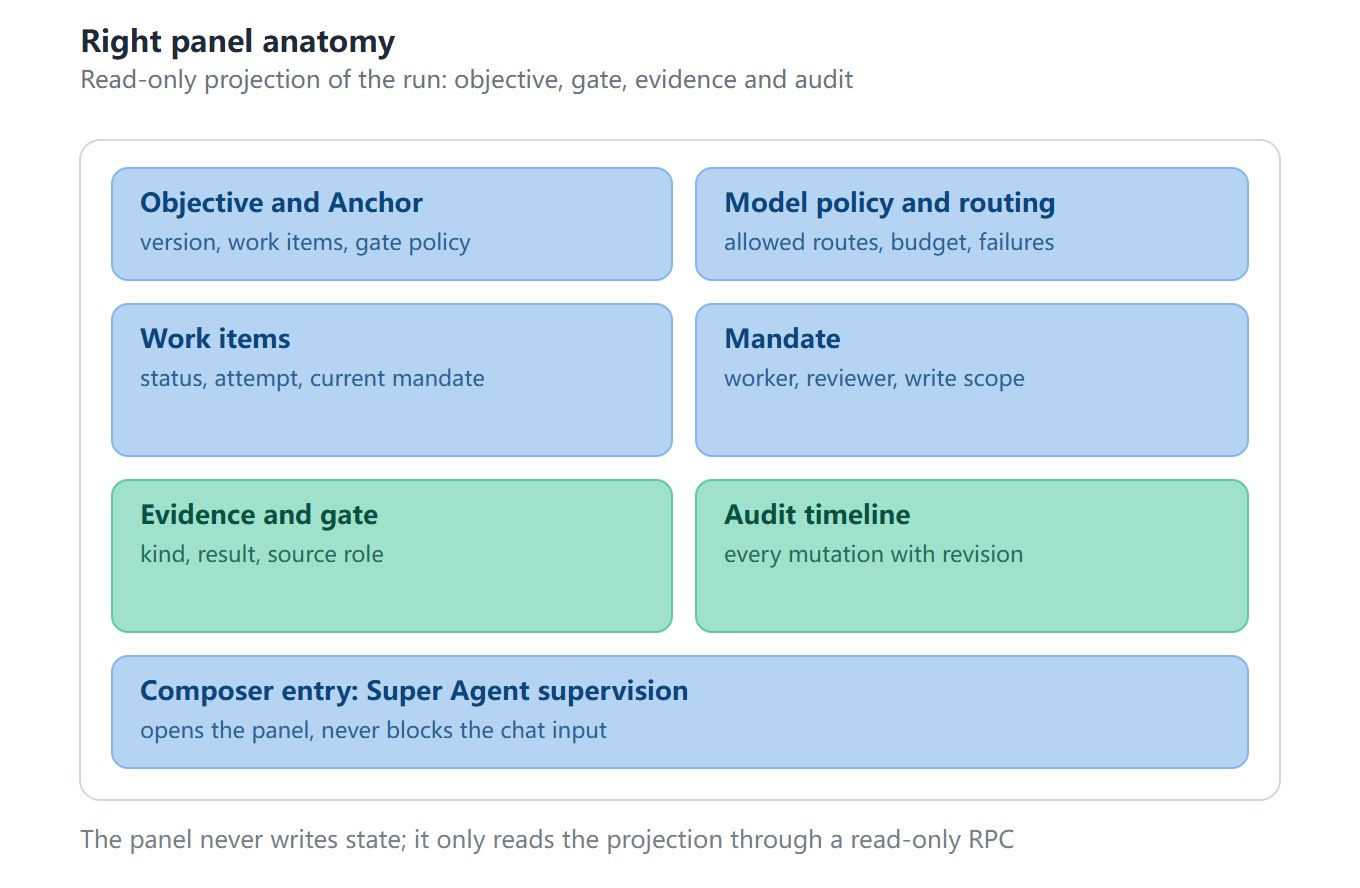 Right panel anatomy
Read-only projection of the run: objective, gate, evidence and audit
Objective and Anchor
version, work items, gate policy
Model policy and routing
allowed routes, budget, failures
Work items
status, attempt, current mandate
Mandate
worker, reviewer, write scope
Evidence and gate
kind, result, source role
Audit timeline
every mutation with revision
Composer entry: Super Agent supervision
opens the panel, never blocks the chat input
The panel never writes state; it only reads the projection through a read-only RPC